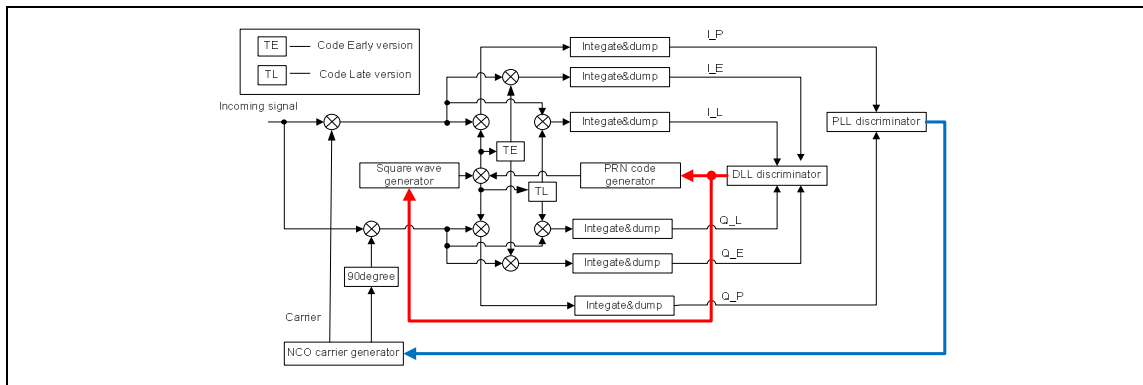 TE
Code Early version
TL
Code Late version
Incoming signal
Integate&dump
I_P
Integate&dump
I_E
Integate&dump
I_L
PLL discriminator
TE
Square wave
generator
PRN code
generator
DLL discriminator
TL
Integate&dump
Q_L
Integate&dump
Q_E
90degree
Integate&dump
Q_P
Carrier
NCO carrier generator